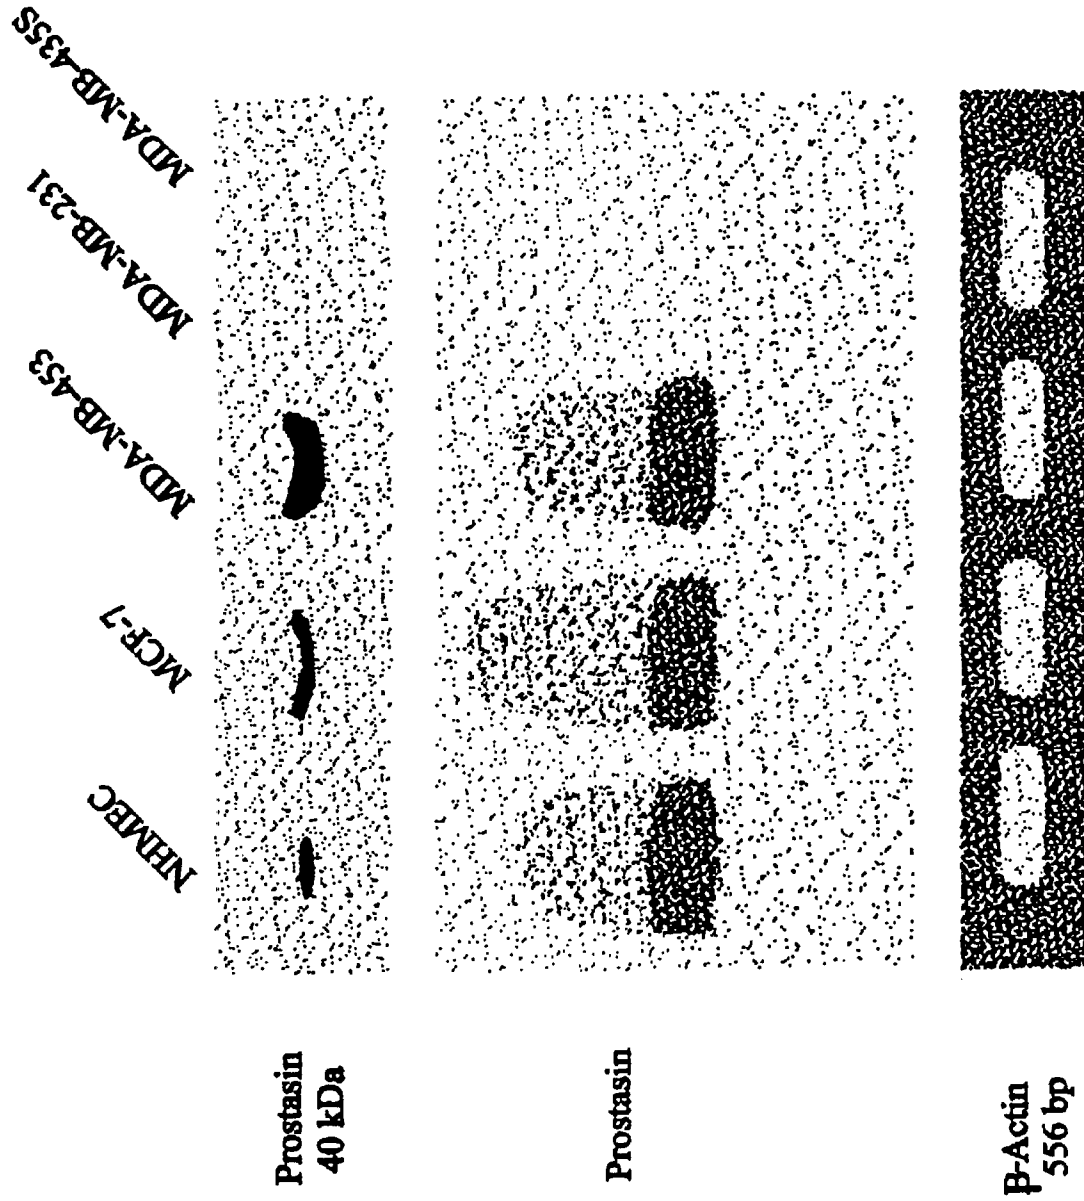 NHMEC
MCF-7
MDA-MB-453
MDA-MB-231
MDA-MB-435S
Prostasin
40 kDa
Prostasin
β-Actin
556 bp